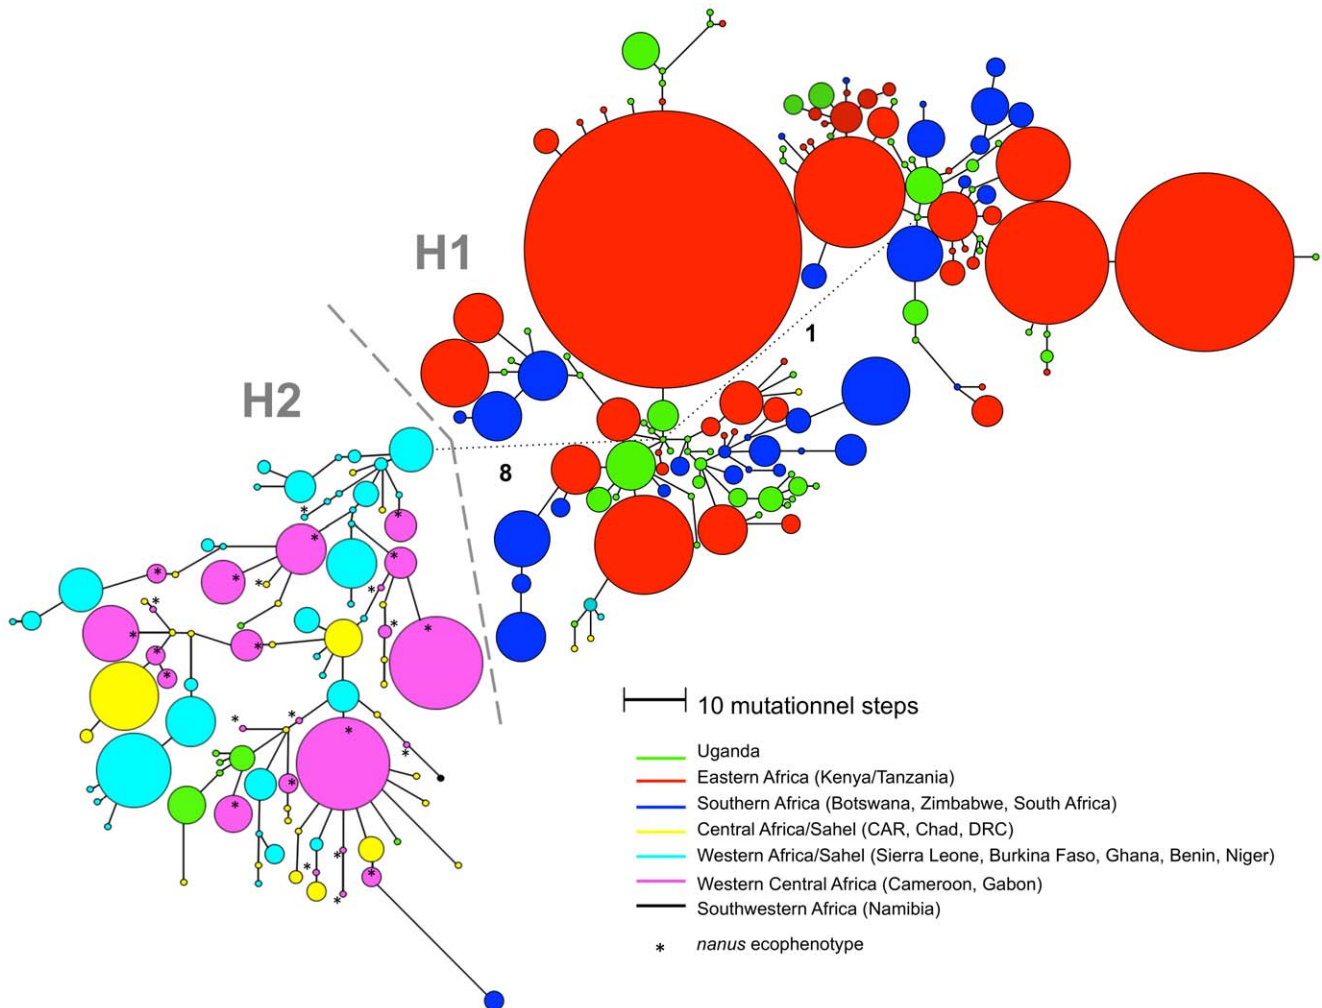 H1
1
H2
8
10 mutationnel steps
Uganda
Eastern Africa (Kenya/Tanzania)
Southern Africa (Botswana, Zimbabwe, South Africa)
Central Africa/Sahel (CAR, Chad, DRC)
Western Africa/Sahel (Sierra Leone, Burkina Faso, Ghana, Benin, Niger)
Western Central Africa (Cameroon, Gabon)
Southwestern Africa (Namibia)
* nanus ecophenotype